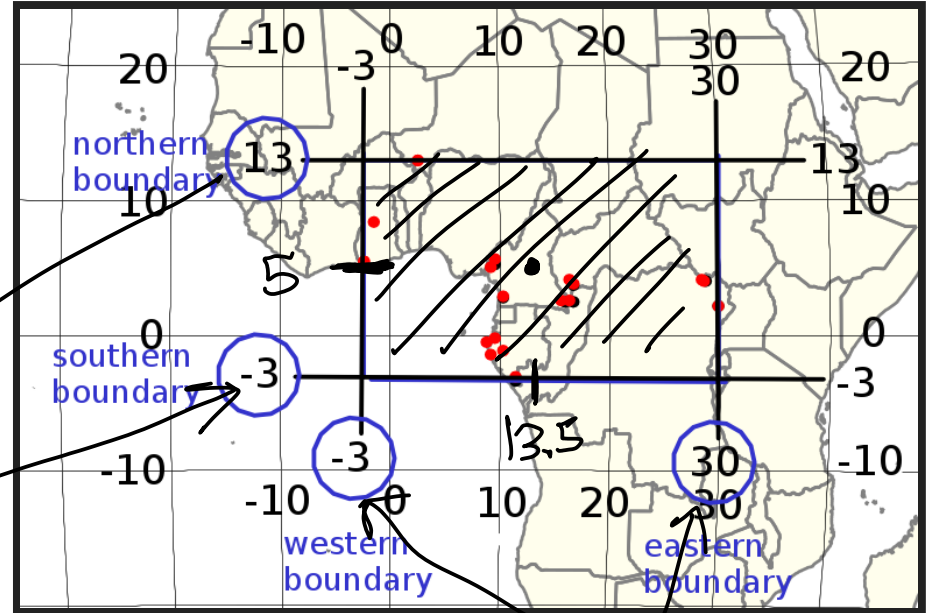 -10 0 10 20 30
-3 30
20 20
northern
boundary
13 13
10 10
5
0 0
southern
boundary
-3 -3
13.5
-10 -3 30 -10
-10 0 10 20 30
western
boundary
eastern
boundary